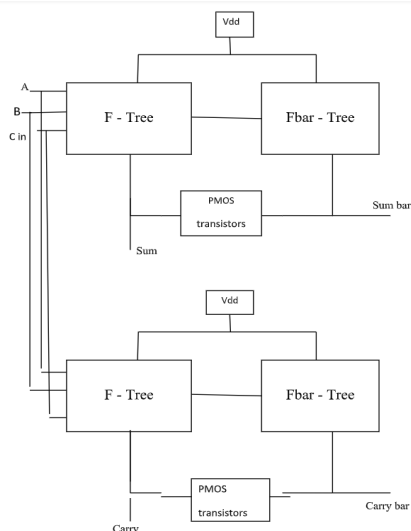 Vdd
A
F - Tree
Fbar - Tree
B
C in
PMOS
transistors
Sum bar
Sum
Vdd
F - Tree
Fbar - Tree
PMOS
transistors
Carry bar
Carry